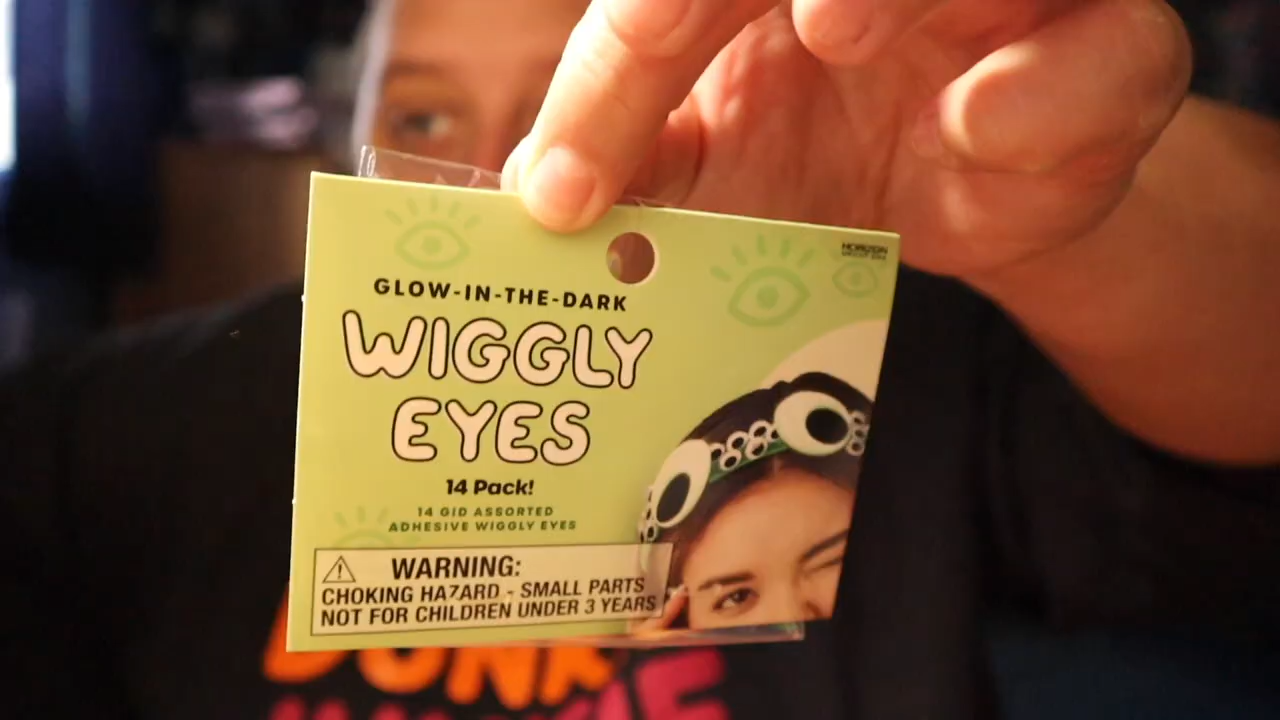 HORIZON
GLOW-IN-THE-DARK
WIGGLY
EYES
14 Pack!
14 GID ASSORTED
ADHESIVE WIGGLY EYES
WARNING:
CHOKING HAZARD - SMALL PARTS
NOT FOR CHILDREN UNDER 3 YEARS